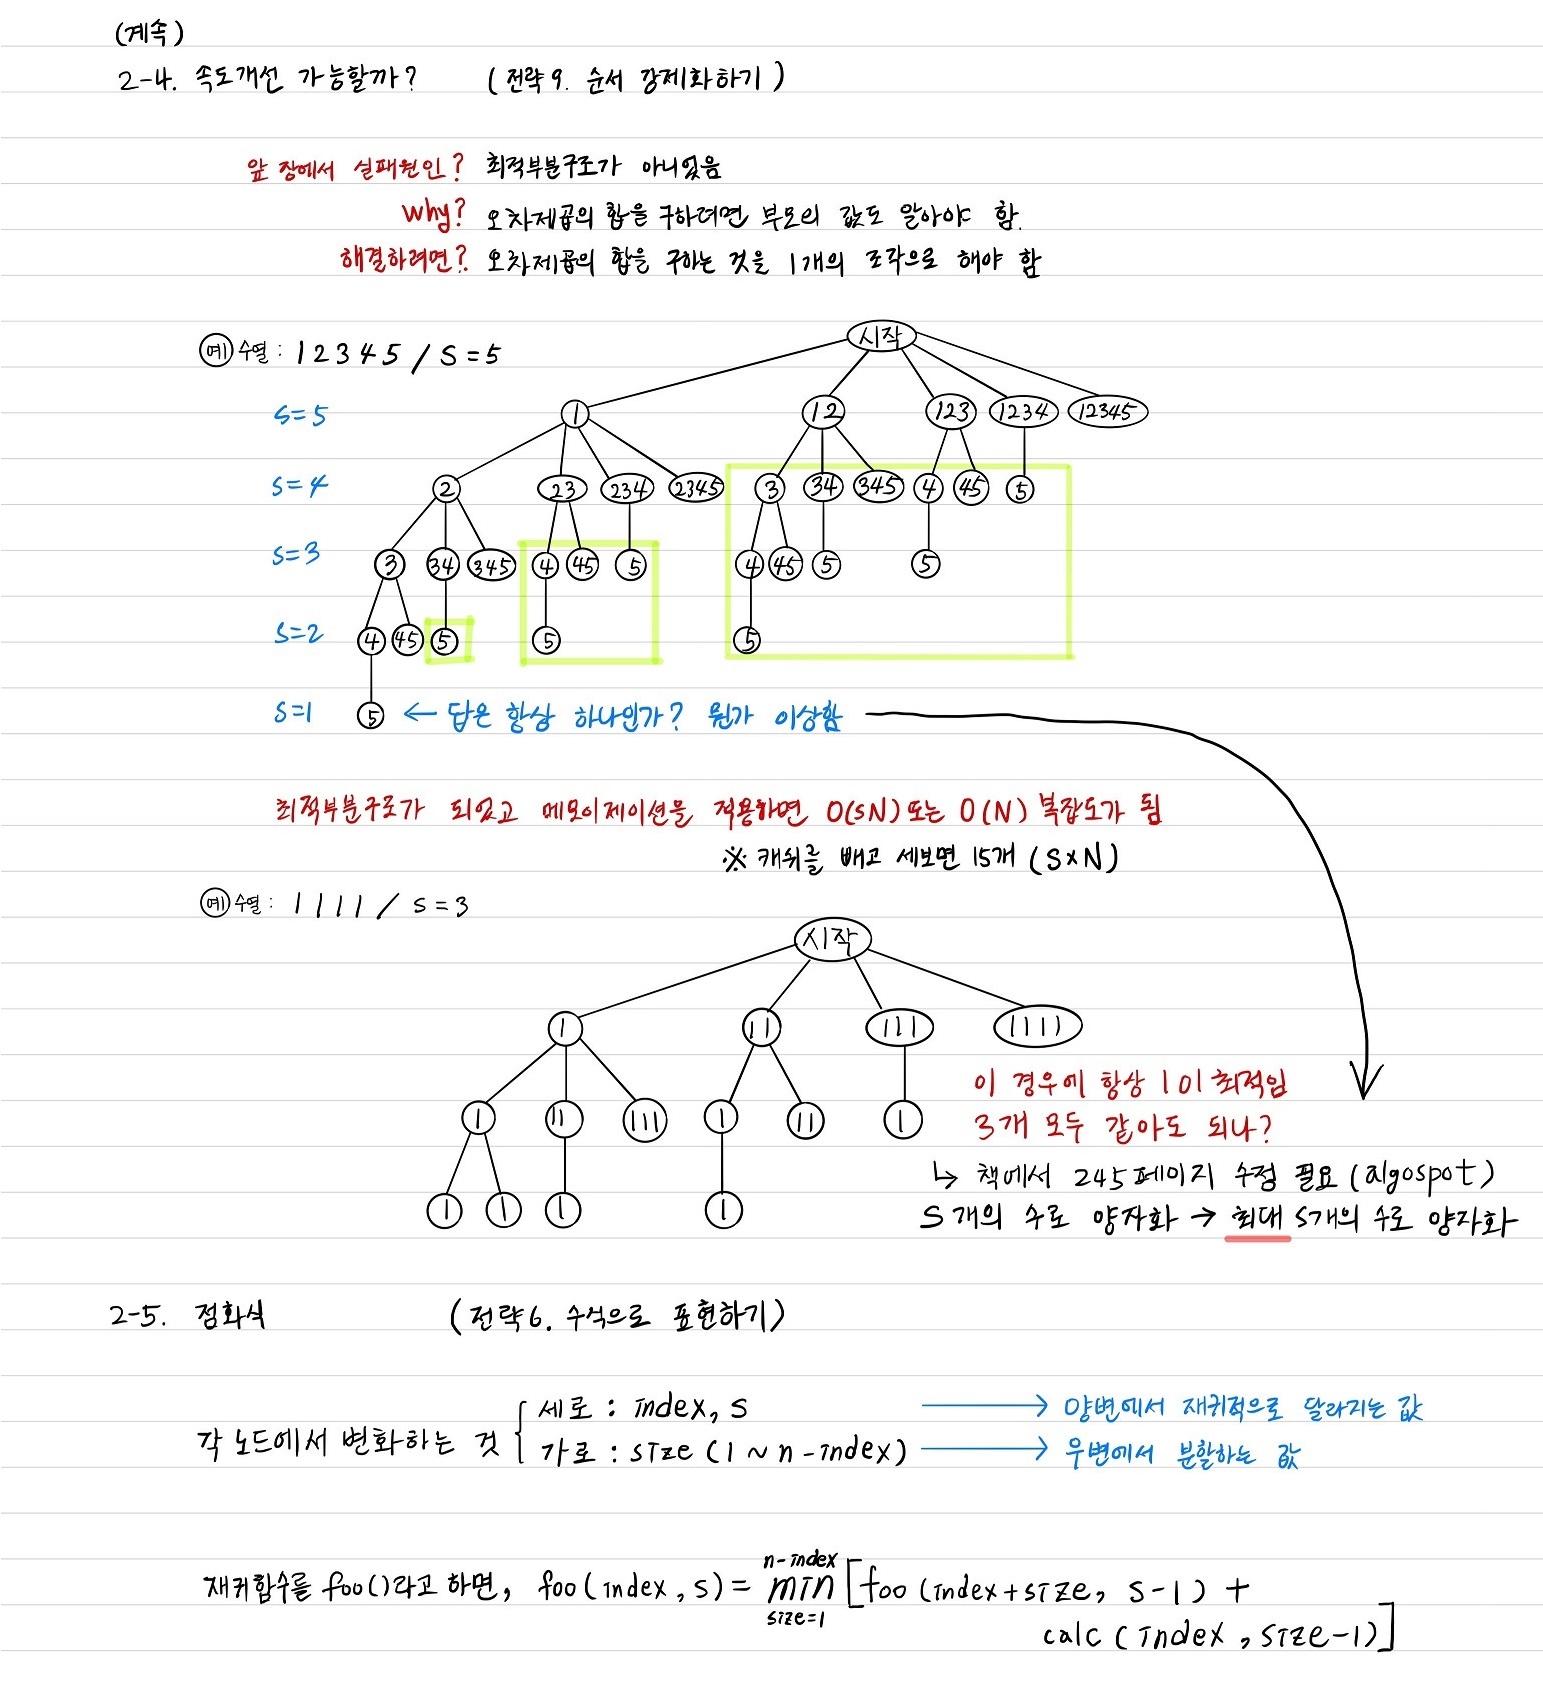 (계속)
2-4. 속도개선 가능할까? (전략9. 순서 강제화하기)
앞 장에서 실패원인? 최적부분구조가 아니었음
why? 오차제곱의 합을 구하려면 부모의 값도 알아야 함.
해결하려면? 오차제곱의 합을 구하는 것을 1개의 조각으로 해야 함
예 수열: 1 2 3 4 5 / S=5
시작
S=5 1 12 123 1234 12345
S=4 2 23 234 2345 3 34 345 4 45 5
S=3 3 34 345 4 45 5 4 45 5 5
S=2 4 45 5 5 5
S=1 5 ← 답은 항상 하나인가? 뭔가 이상함
최적부분구조가 되었고 메모이제이션을 적용하면 O(SN) 또는 O(N) 복잡도가 됨
※ 캐쉬를 빼고 세보면 15개 (S×N)
예 수열: 1 1 1 1 / S=3
시작
1 11 111 1111
1 11 111 1 11 1
1 1 1 1
이 경우에 항상 1이 최적임
3개 모두 같아도 되나?
↳ 책에서 245페이지 수정 필요 (algospot)
S개의 수로 양자화 → 최대 S개의 수로 양자화
2-5. 점화식 (전략6. 수식으로 표현하기)
각 노드에서 변화하는 것 { 세로 : index, S → 양변에서 재귀적으로 달라지는 값
가로 : size (1 ~ n-index) → 우변에서 분할하는 값
재귀함수를 foo()라고 하면, foo(index, s) = min_{size=1}^{n-index} [foo(index+size, s-1) +
calc(index, size-1)]